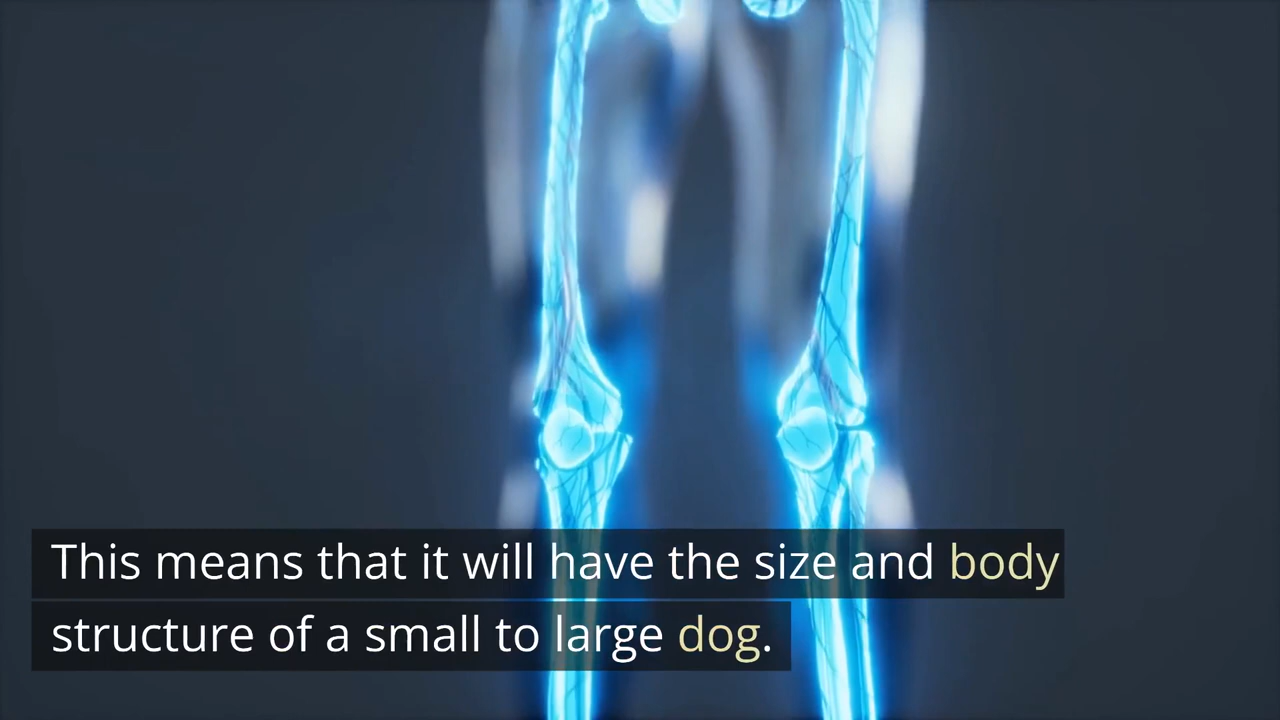 This means that it will have the size and body
structure of a small to large dog.